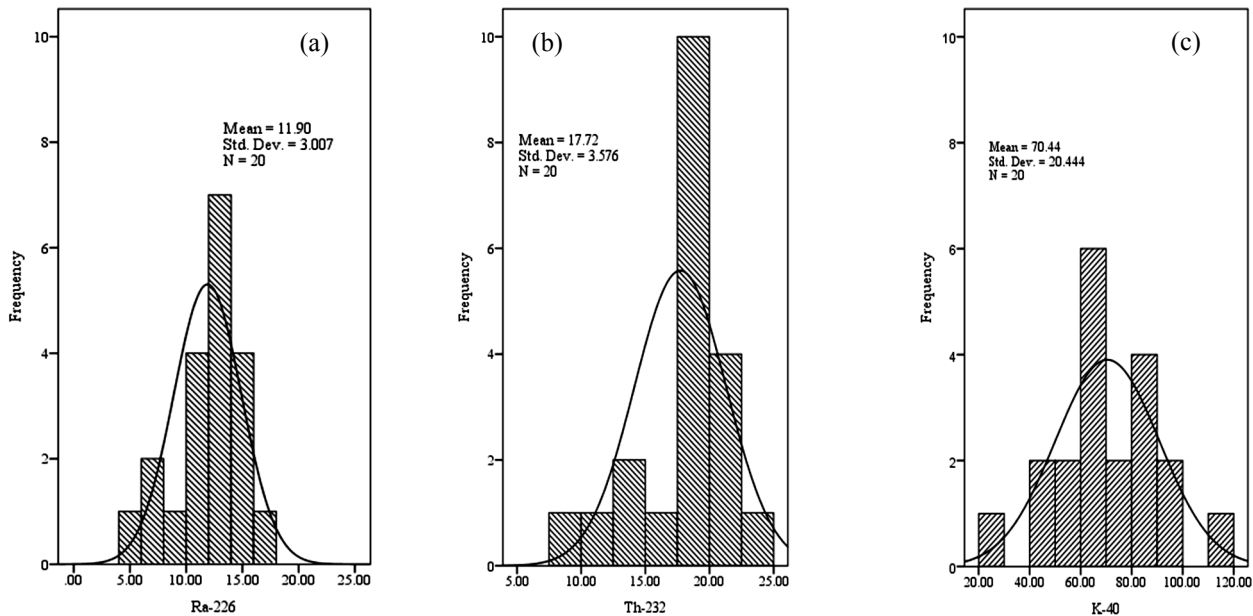 (a)
10
8
6
4
2
0
Frequency
Mean = 11.90
Std. Dev. = 3.007
N = 20
.00 5.00 10.00 15.00 20.00 25.00
Ra-226
(b)
10
8
6
4
2
0
Frequency
Mean = 17.72
Std. Dev. = 3.576
N = 20
5.00 10.00 15.00 20.00 25.00
Th-232
(c)
10
8
6
4
2
0
Frequency
Mean = 70.44
Std. Dev. = 20.444
N = 20
20.00 40.00 60.00 80.00 100.00 120.00
K-40